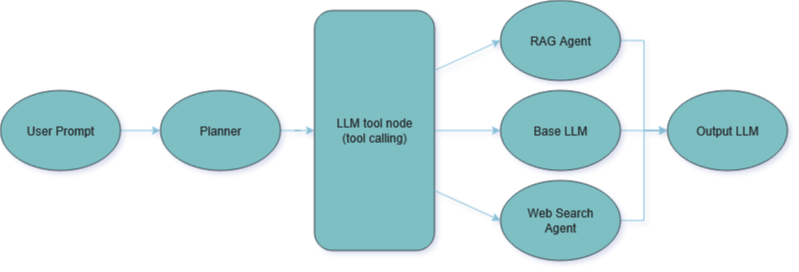 User Prompt
Planner
LLM tool node
(tool calling)
RAG Agent
Base LLM
Web Search
Agent
Output LLM